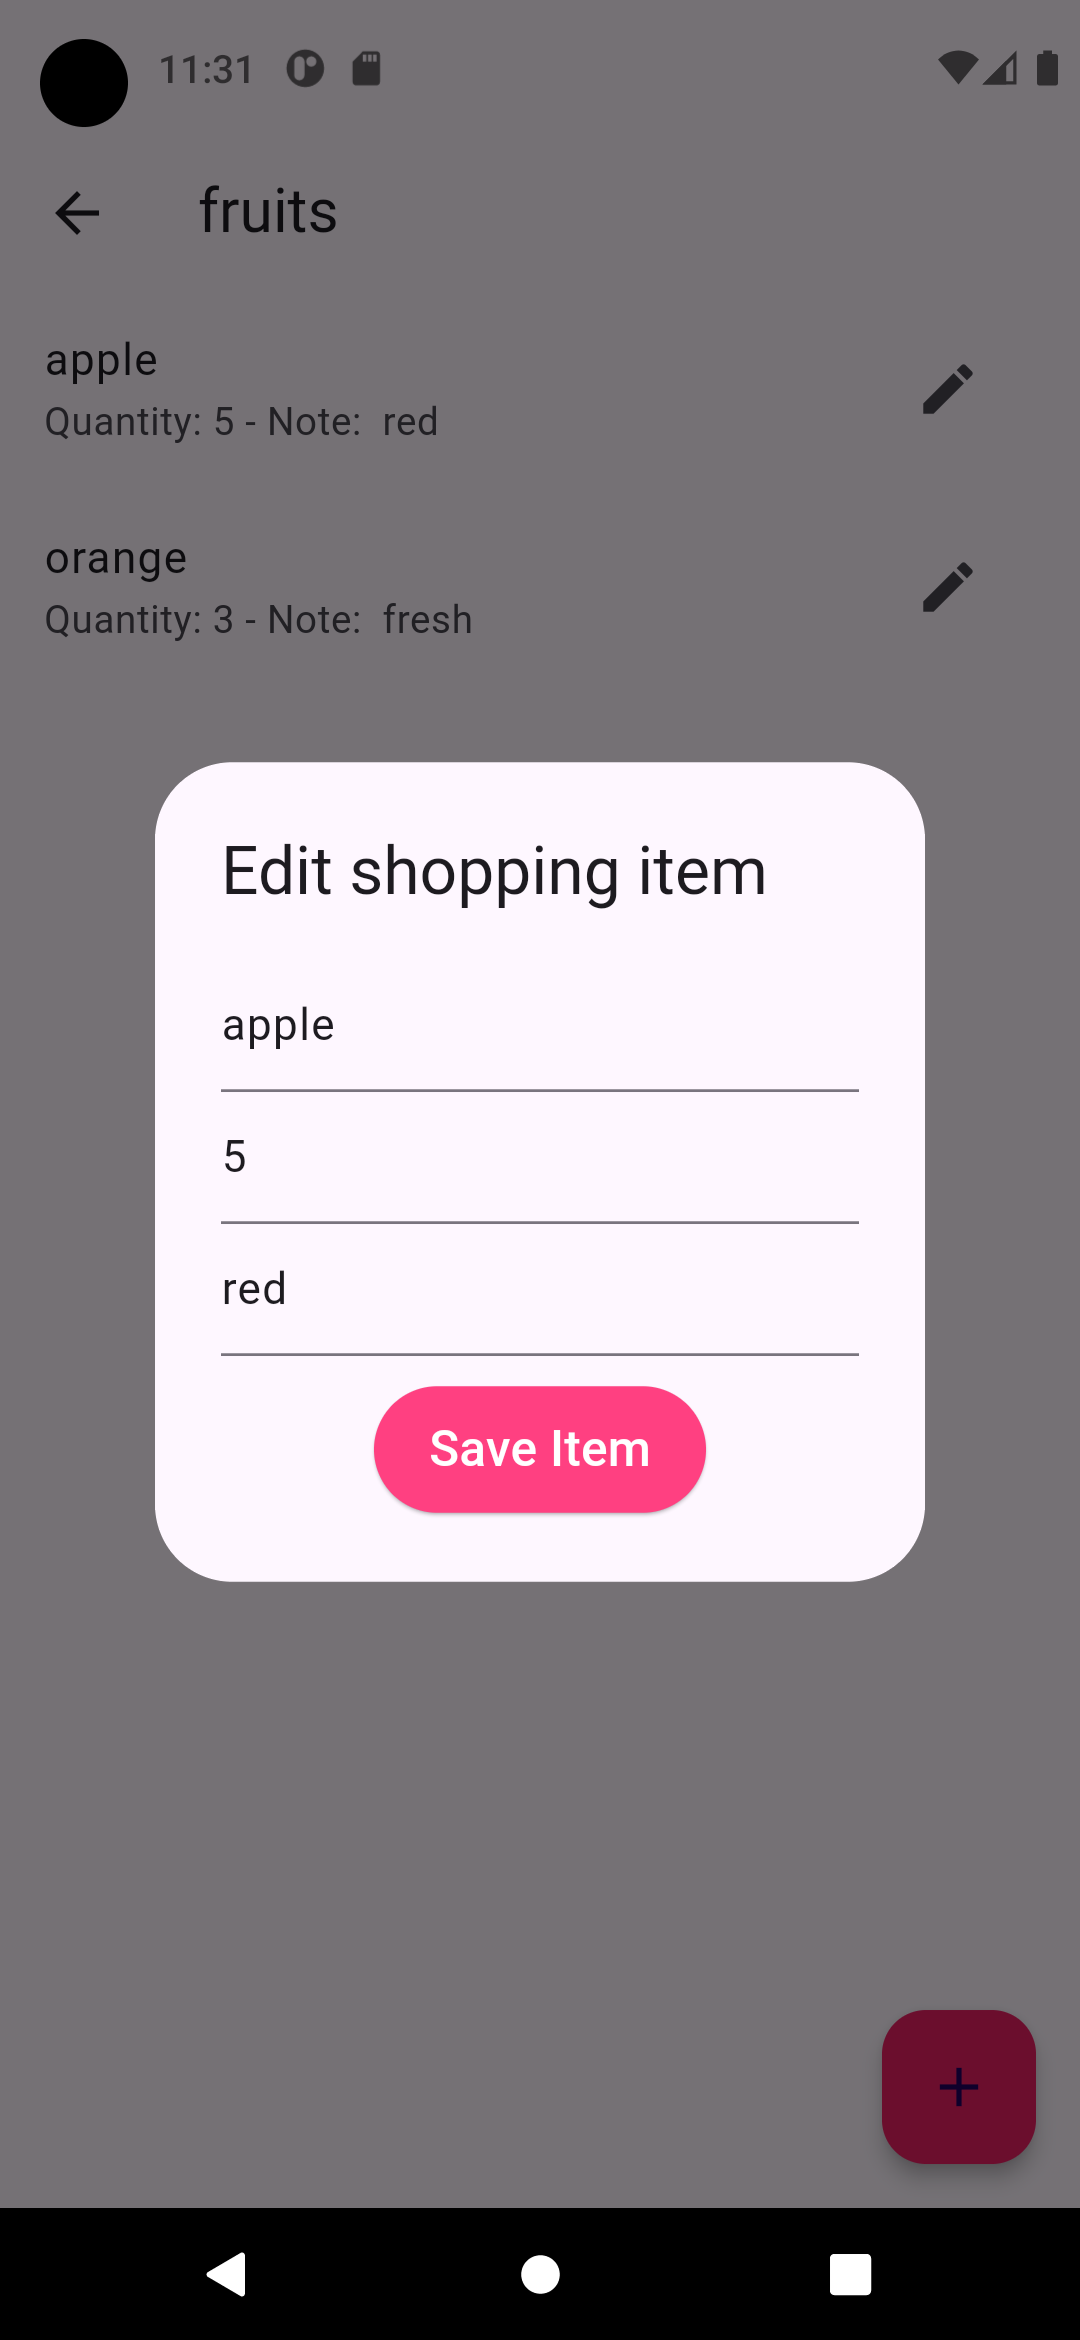 11:31
fruits
apple
Quantity: 5 - Note:  red
orange
Quantity: 3 - Note:  fresh
Edit shopping item
apple
5
red
Save Item